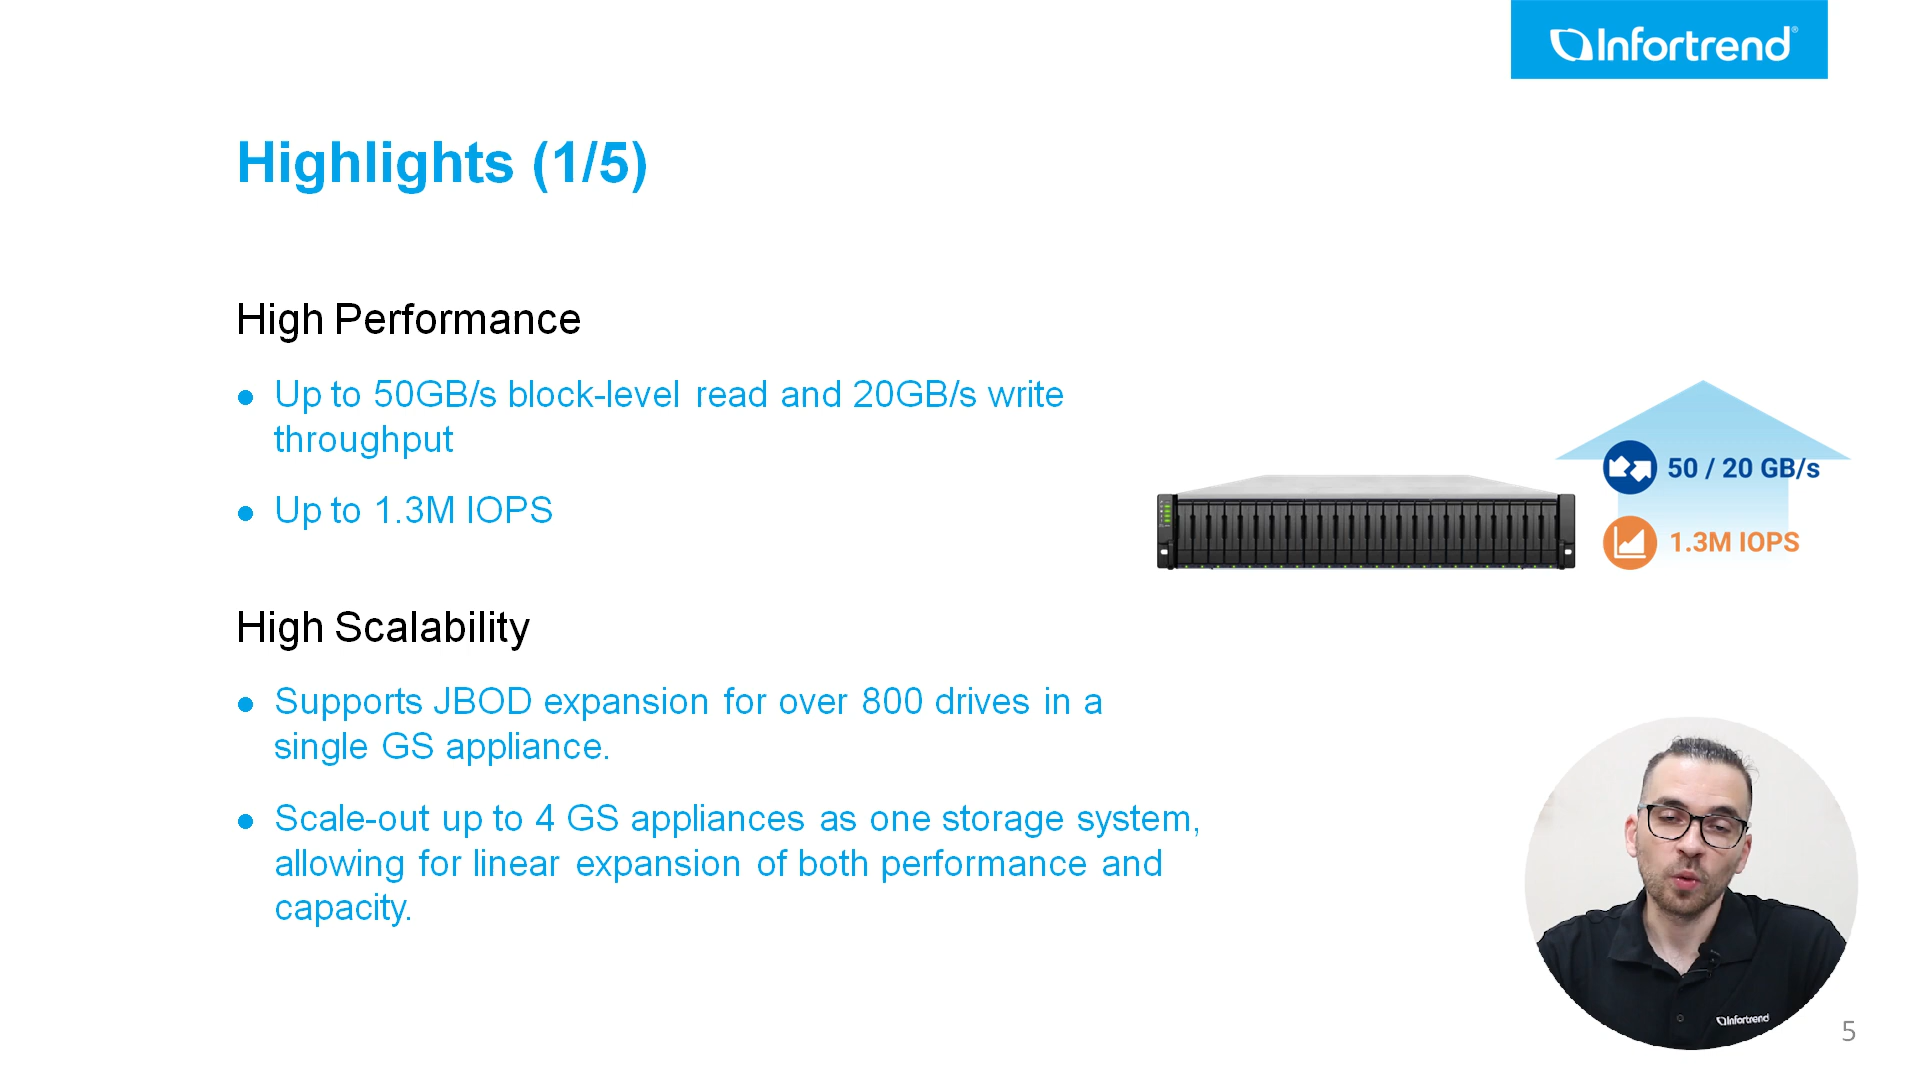 Infortrend®
Highlights (1/5)
High Performance
● Up to 50GB/s block-level read and 20GB/s write
throughput
● Up to 1.3M IOPS
50 / 20 GB/s
1.3M IOPS
High Scalability
● Supports JBOD expansion for over 800 drives in a
single GS appliance.
● Scale-out up to 4 GS appliances as one storage system,
allowing for linear expansion of both performance and
capacity.
Infortrend
5